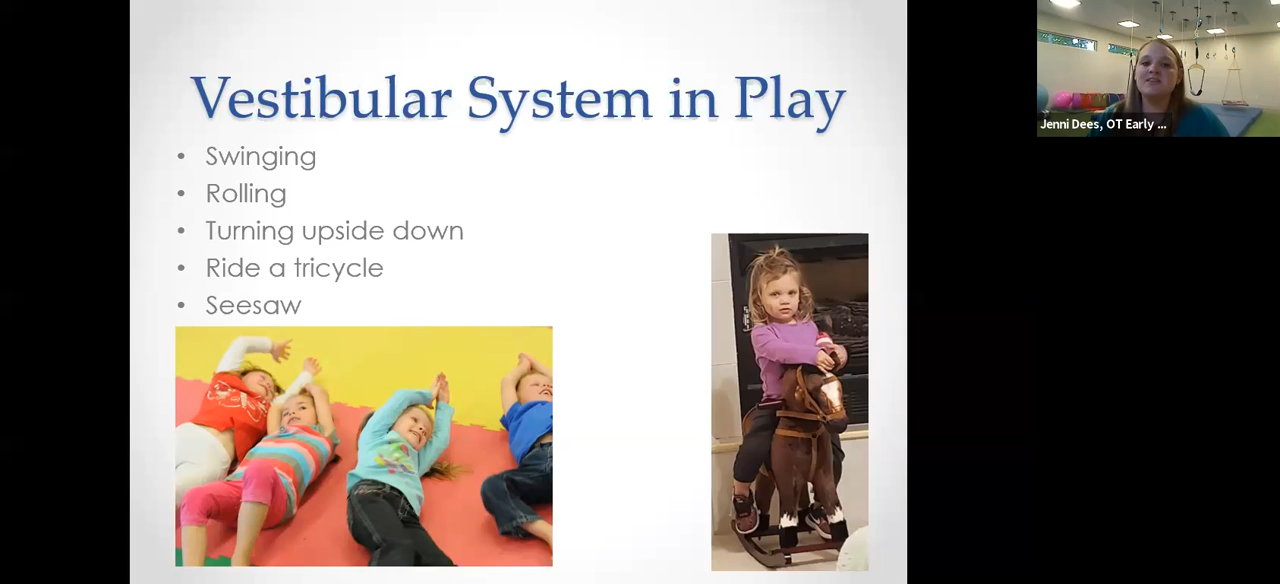 Vestibular System in Play
• Swinging
• Rolling
• Turning upside down
• Ride a tricycle
• Seesaw
Jenni Dees, OT Early ...